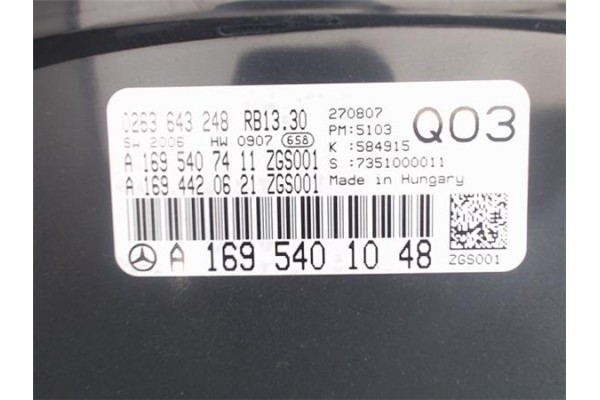 0263 643 248 RB13.30
SW 2006 HW 0907 658
A 169 540 74 11 ZGS001
A 169 442 06 21 ZGS001
270807
PM:5103
K :584915
S :7351000011
Made in Hungary
Q03
A 169 540 10 48
ZGS001